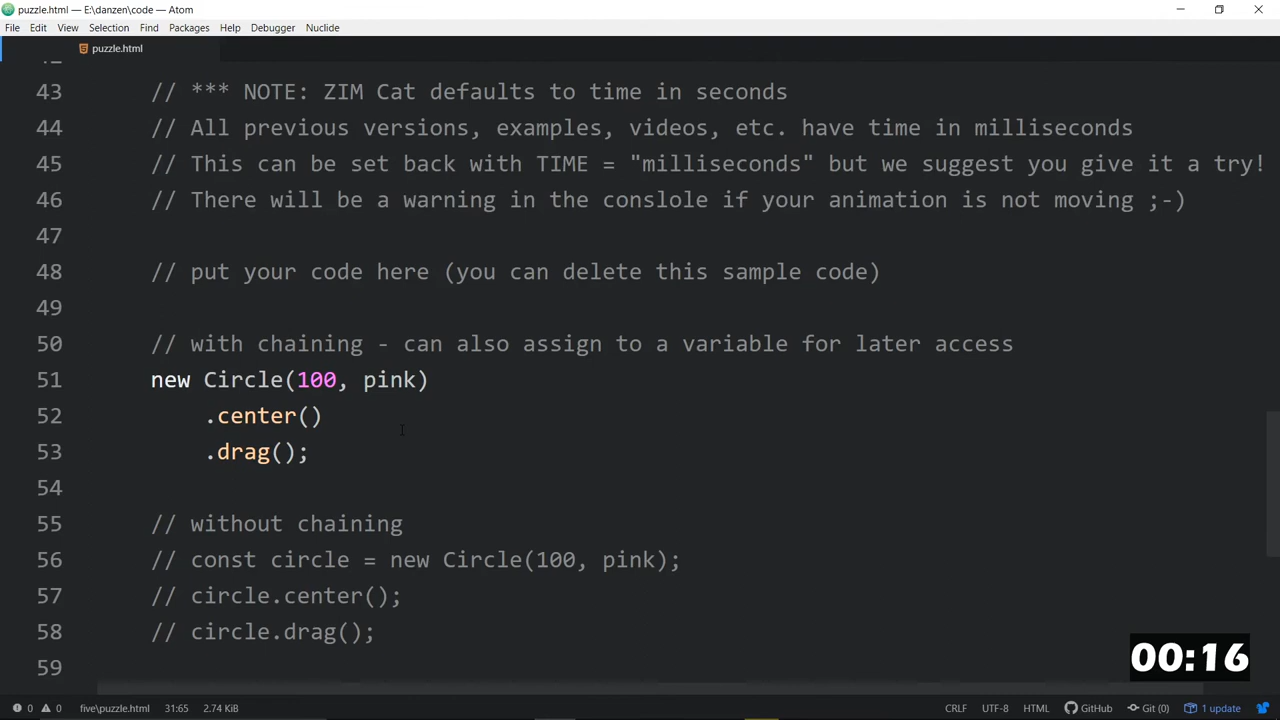 puzzle.html — E:\danzen\code — Atom
File Edit View Selection Find Packages Help Debugger Nuclide
puzzle.html
43 // *** NOTE: ZIM Cat defaults to time in seconds
44 // All previous versions, examples, videos, etc. have time in milliseconds
45 // This can be set back with TIME = "milliseconds" but we suggest you give it a try!
46 // There will be a warning in the conslole if your animation is not moving ;-)
47
48 // put your code here (you can delete this sample code)
49
50 // with chaining - can also assign to a variable for later access
51 new Circle(100, pink)
52 .center()
53 .drag();
54
55 // without chaining
56 // const circle = new Circle(100, pink);
57 // circle.center();
58 // circle.drag();
59
00:16
0 0 five\puzzle.html 31:65 2.74 KiB CRLF UTF-8 HTML GitHub Git (0) 1 update